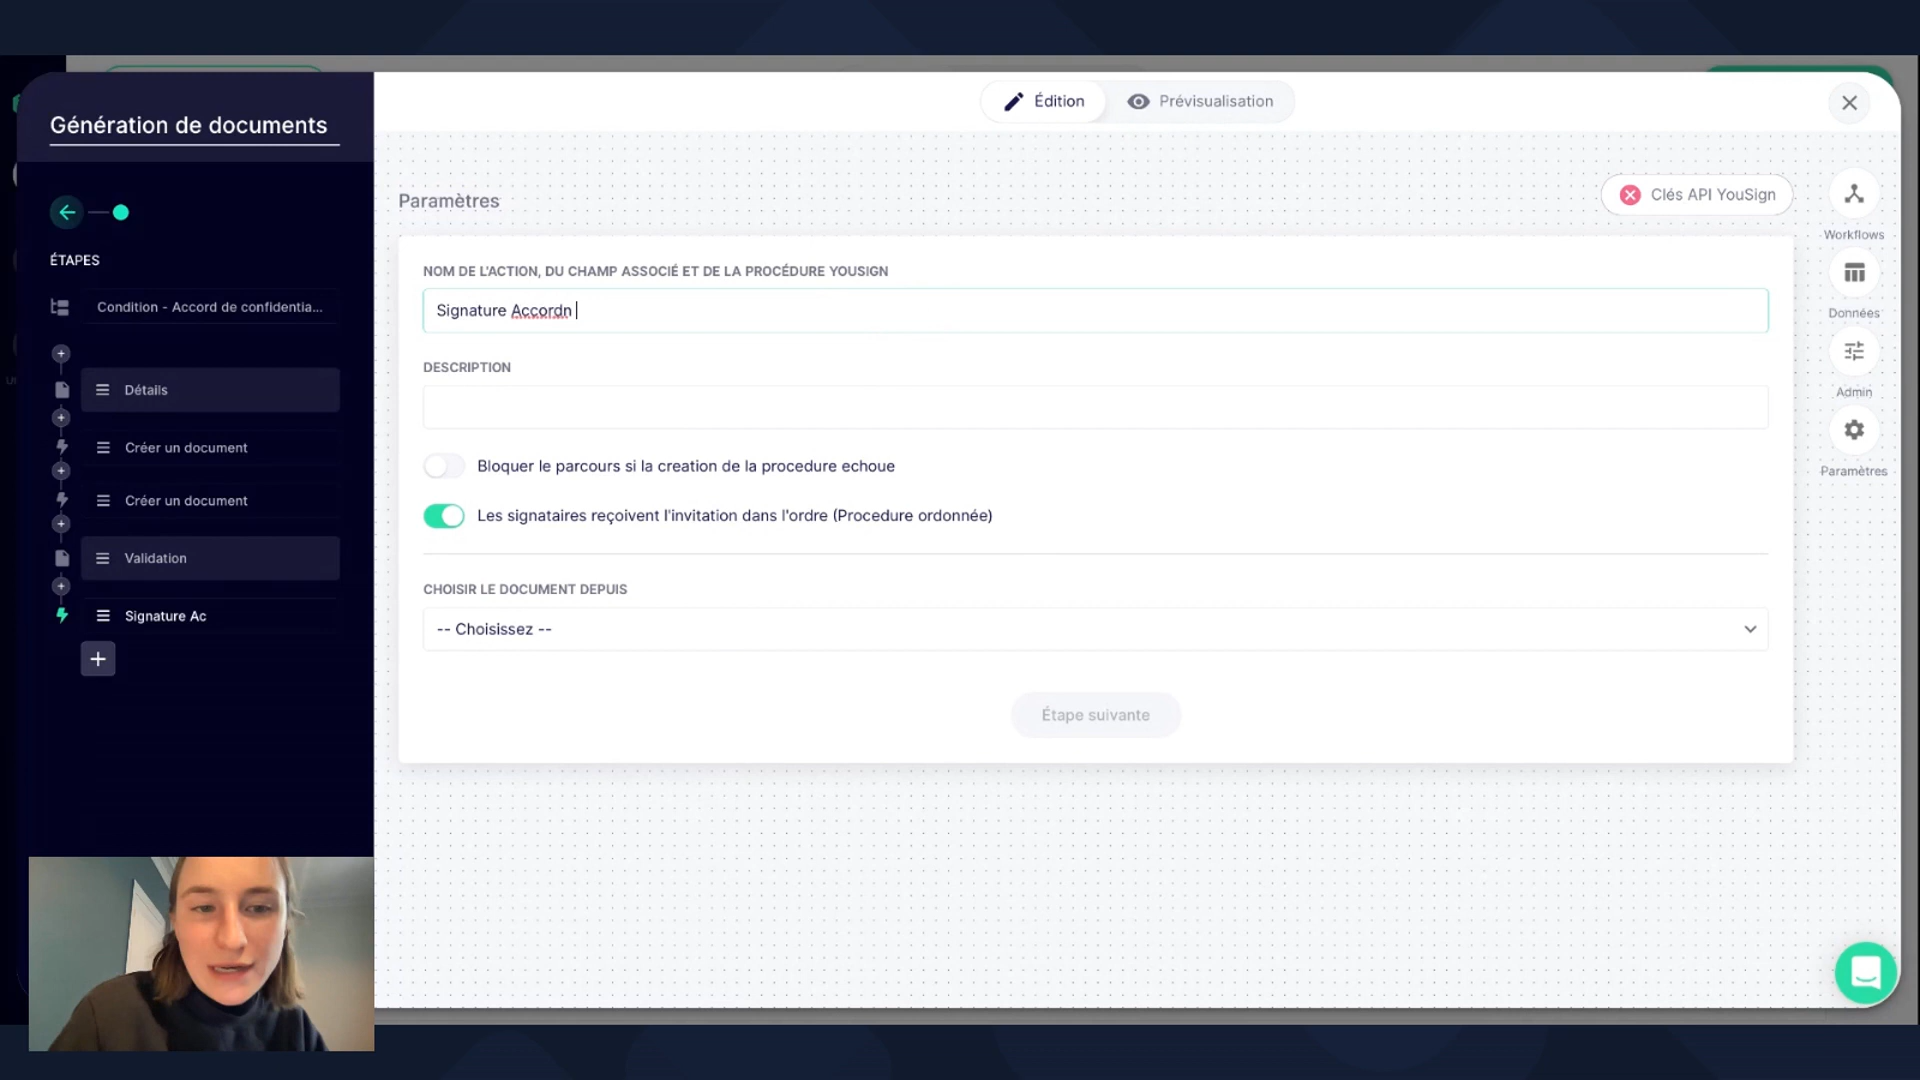 Génération de documents
Édition
Prévisualisation
Paramètres
Clés API YouSign
ÉTAPES
Condition - Accord de confidentia...
Détails
Créer un document
Créer un document
Validation
Signature Ac
NOM DE L'ACTION, DU CHAMP ASSOCIÉ ET DE LA PROCÉDURE YOUSIGN
Signature Accordn
DESCRIPTION
Bloquer le parcours si la creation de la procedure echoue
Les signataires reçoivent l'invitation dans l'ordre (Procedure ordonnée)
CHOISIR LE DOCUMENT DEPUIS
-- Choisissez --
Étape suivante
Workflows
Données
Admin
Paramètres